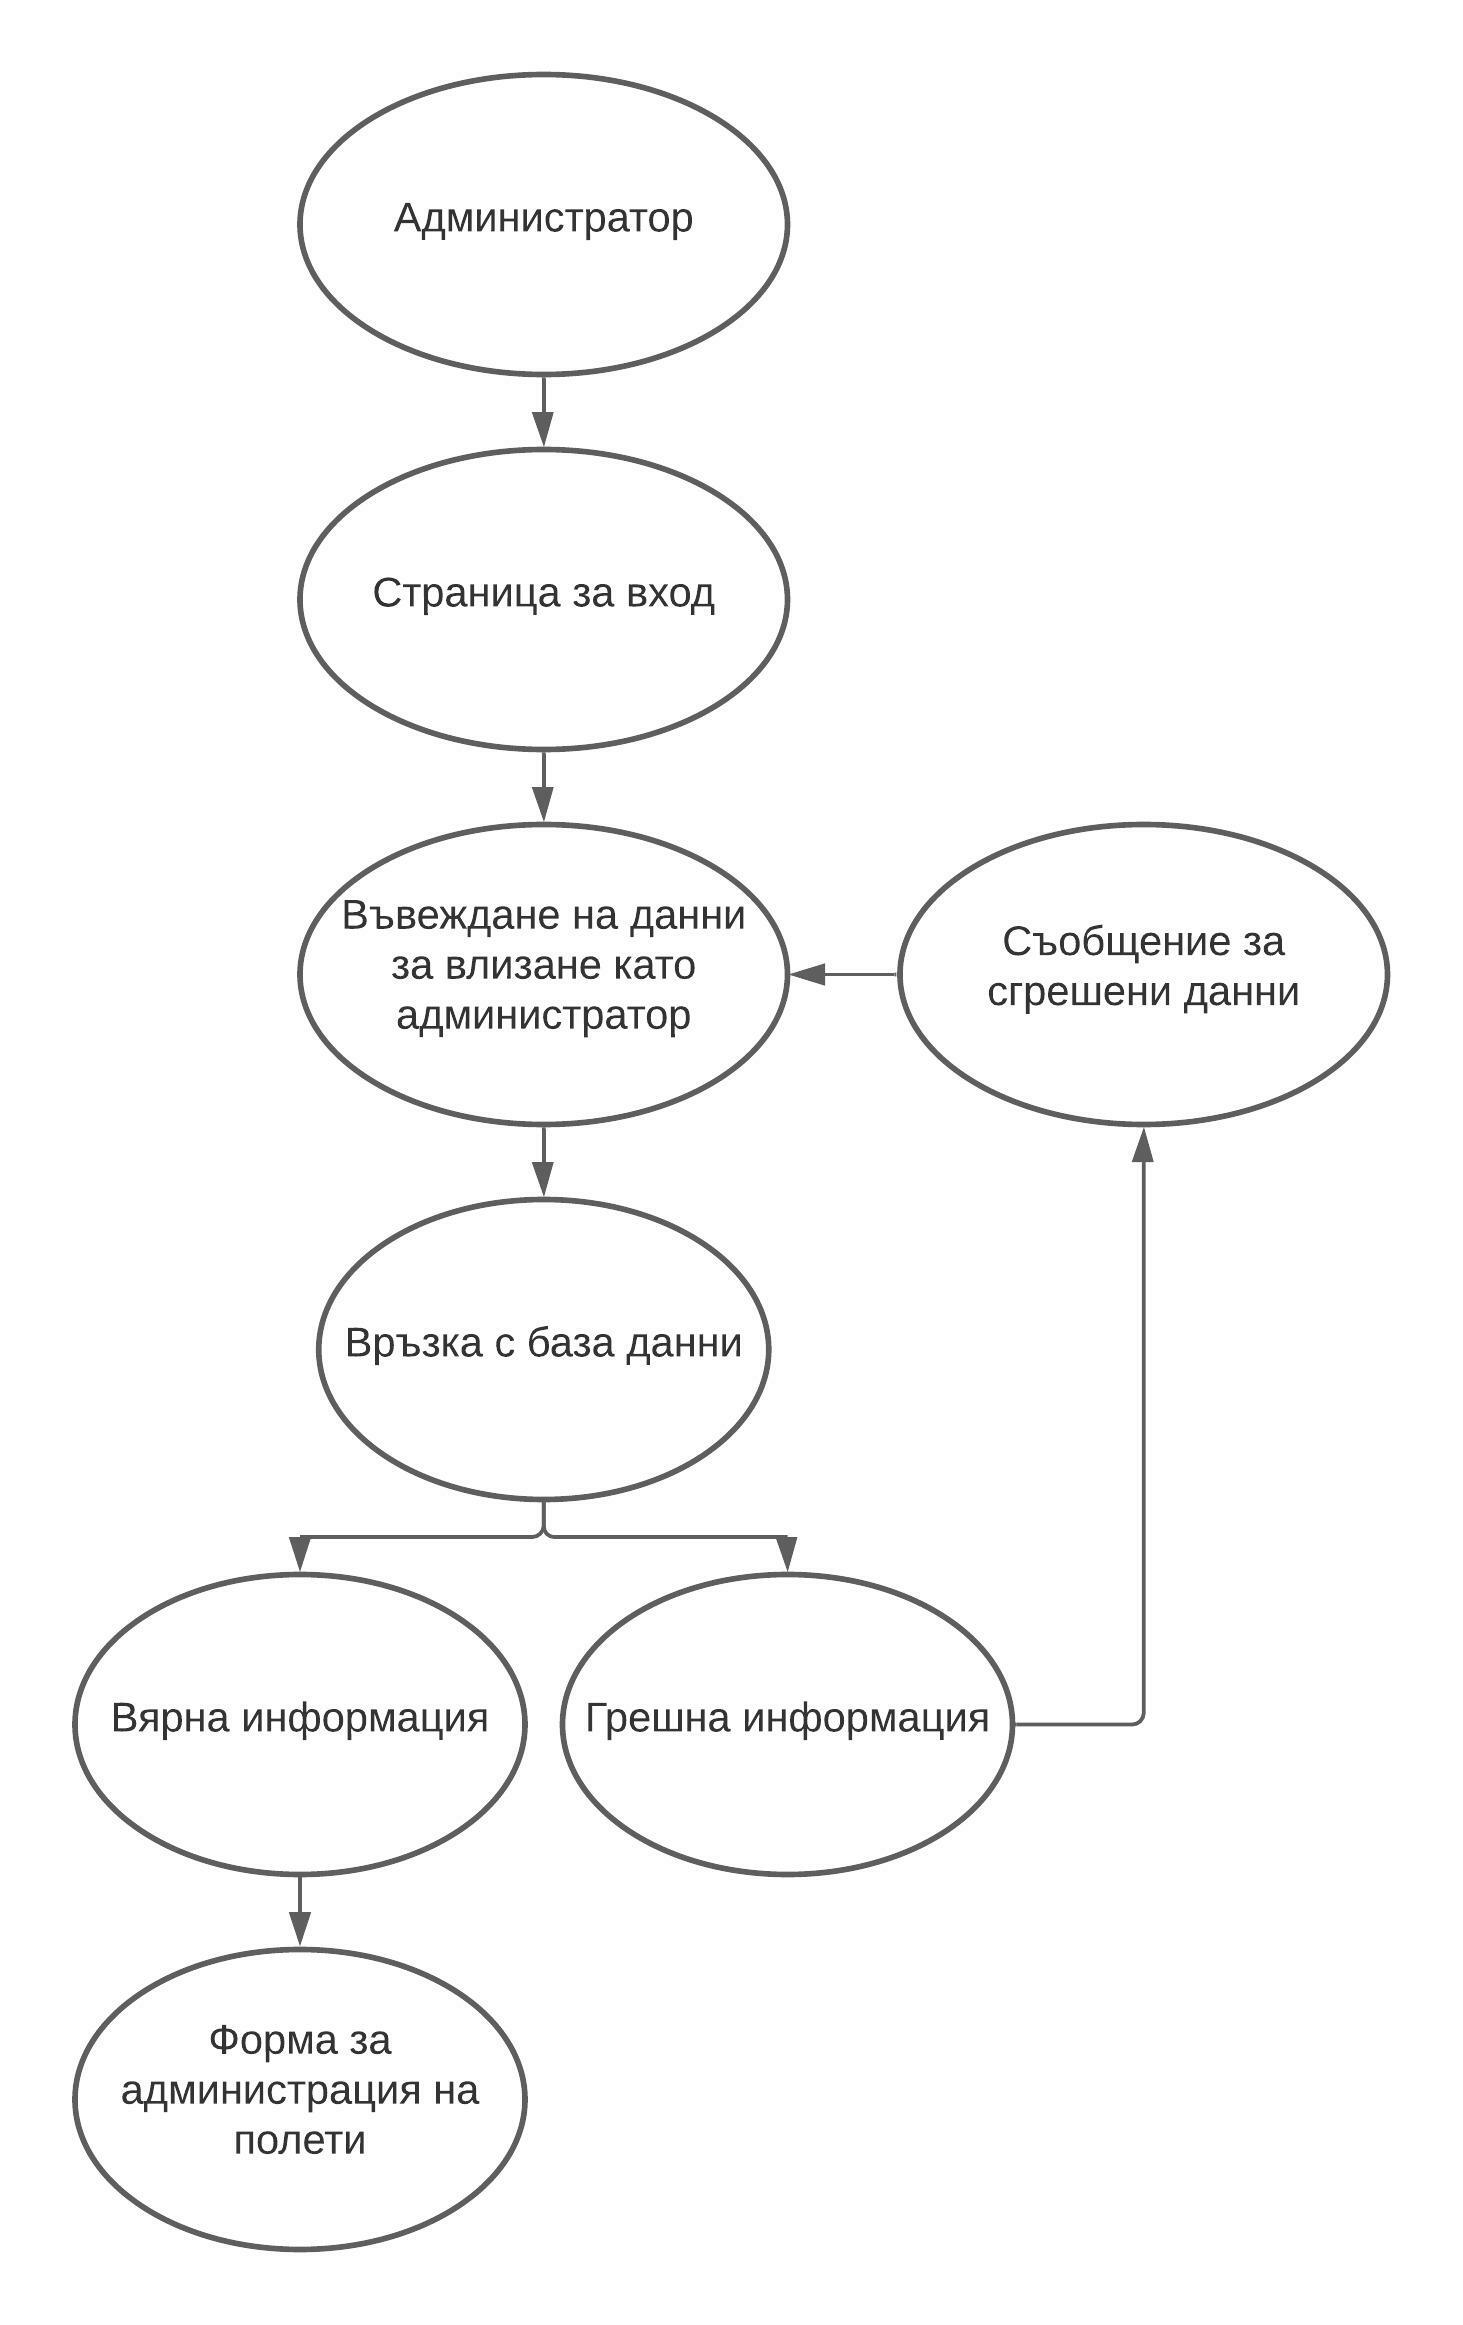 Администратор
Страница за вход
Въвеждане на данни
за влизане като
администратор
Съобщение за
сгрешени данни
Връзка с база данни
Вярна информация
Грешна информация
Форма за
администрация на
полети